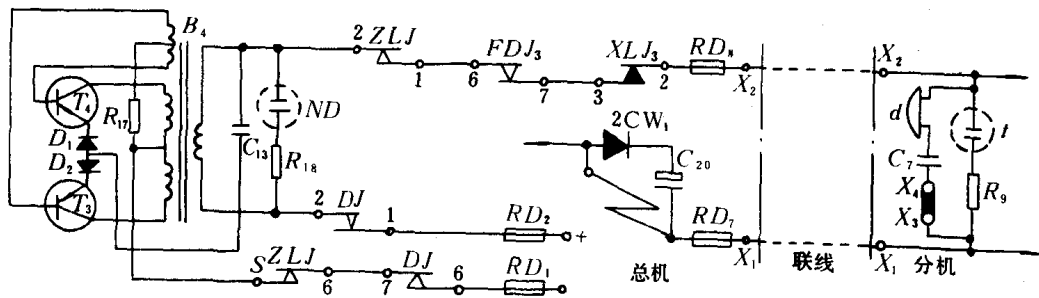 B₄
2 ZLJ
1 6
FDJ₃
7 3
XLJ₃
2
RD₈
X₂
X₂
T₄
R₁₇
D₁
D₂
T₃
C₁₃
ND
R₁₈
2CW₁
C₂₀
d
t
C₇
X₄
X₃
R₉
2 DJ
1
RD₂
+
RD₇
X₁
X₁
S ZLJ
6 7
DJ
6
RD₁
总机
联线
分机